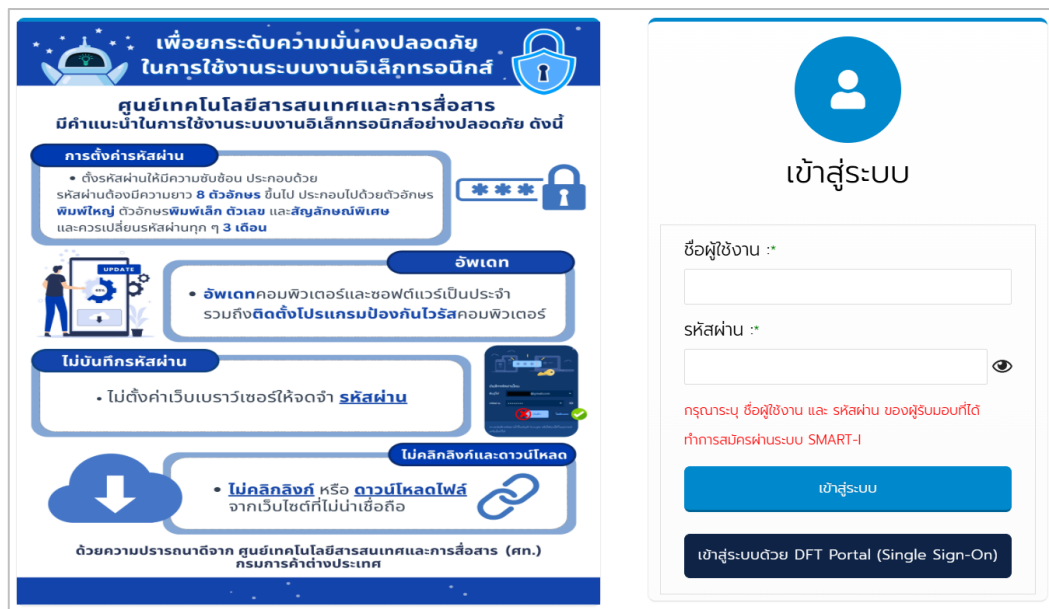 เพื่อยกระดับความมั่นคงปลอดภัย
ในการใช้งานระบบงานอิเล็กทรอนิกส์
ศูนย์เทคโนโลยีสารสนเทศและการสื่อสาร
มีคำแนะนำในการใช้งานระบบงานอิเล็กทรอนิกส์อย่างปลอดภัย ดังนี้
การตั้งค่ารหัสผ่าน
• ตั้งรหัสผ่านให้มีความซับซ้อน ประกอบด้วย
รหัสผ่านต้องมีความยาว 8 ตัวอักษร ขึ้นไป ประกอบไปด้วยตัวอักษร
พิมพ์ใหญ่ ตัวอักษรพิมพ์เล็ก ตัวเลข และสัญลักษณ์พิเศษ
และควรเปลี่ยนรหัสผ่านทุก ๆ 3 เดือน
***
อัพเดท
UPDATE
• อัพเดทคอมพิวเตอร์และซอฟต์แวร์เป็นประจำ
รวมถึงติดตั้งโปรแกรมป้องกันไวรัสคอมพิวเตอร์
ไม่บันทึกรหัสผ่าน
• ไม่ตั้งค่าเว็บเบราว์เซอร์ให้จดจำ รหัสผ่าน
ไม่คลิกลิงก์และดาวน์โหลด
• ไม่คลิกลิงก์ หรือ ดาวน์โหลดไฟล์
จากเว็บไซต์ที่ไม่น่าเชื่อถือ
ด้วยความปรารถนาดีจาก ศูนย์เทคโนโลยีสารสนเทศและการสื่อสาร (ศท.)
กรมการค้าต่างประเทศ
เข้าสู่ระบบ
ชื่อผู้ใช้งาน :*
รหัสผ่าน :*
กรุณาระบุ ชื่อผู้ใช้งาน และ รหัสผ่าน ของผู้รับมอบที่ได้
ทำการสมัครผ่านระบบ SMART-I
เข้าสู่ระบบ
เข้าสู่ระบบด้วย DFT Portal (Single Sign-On)